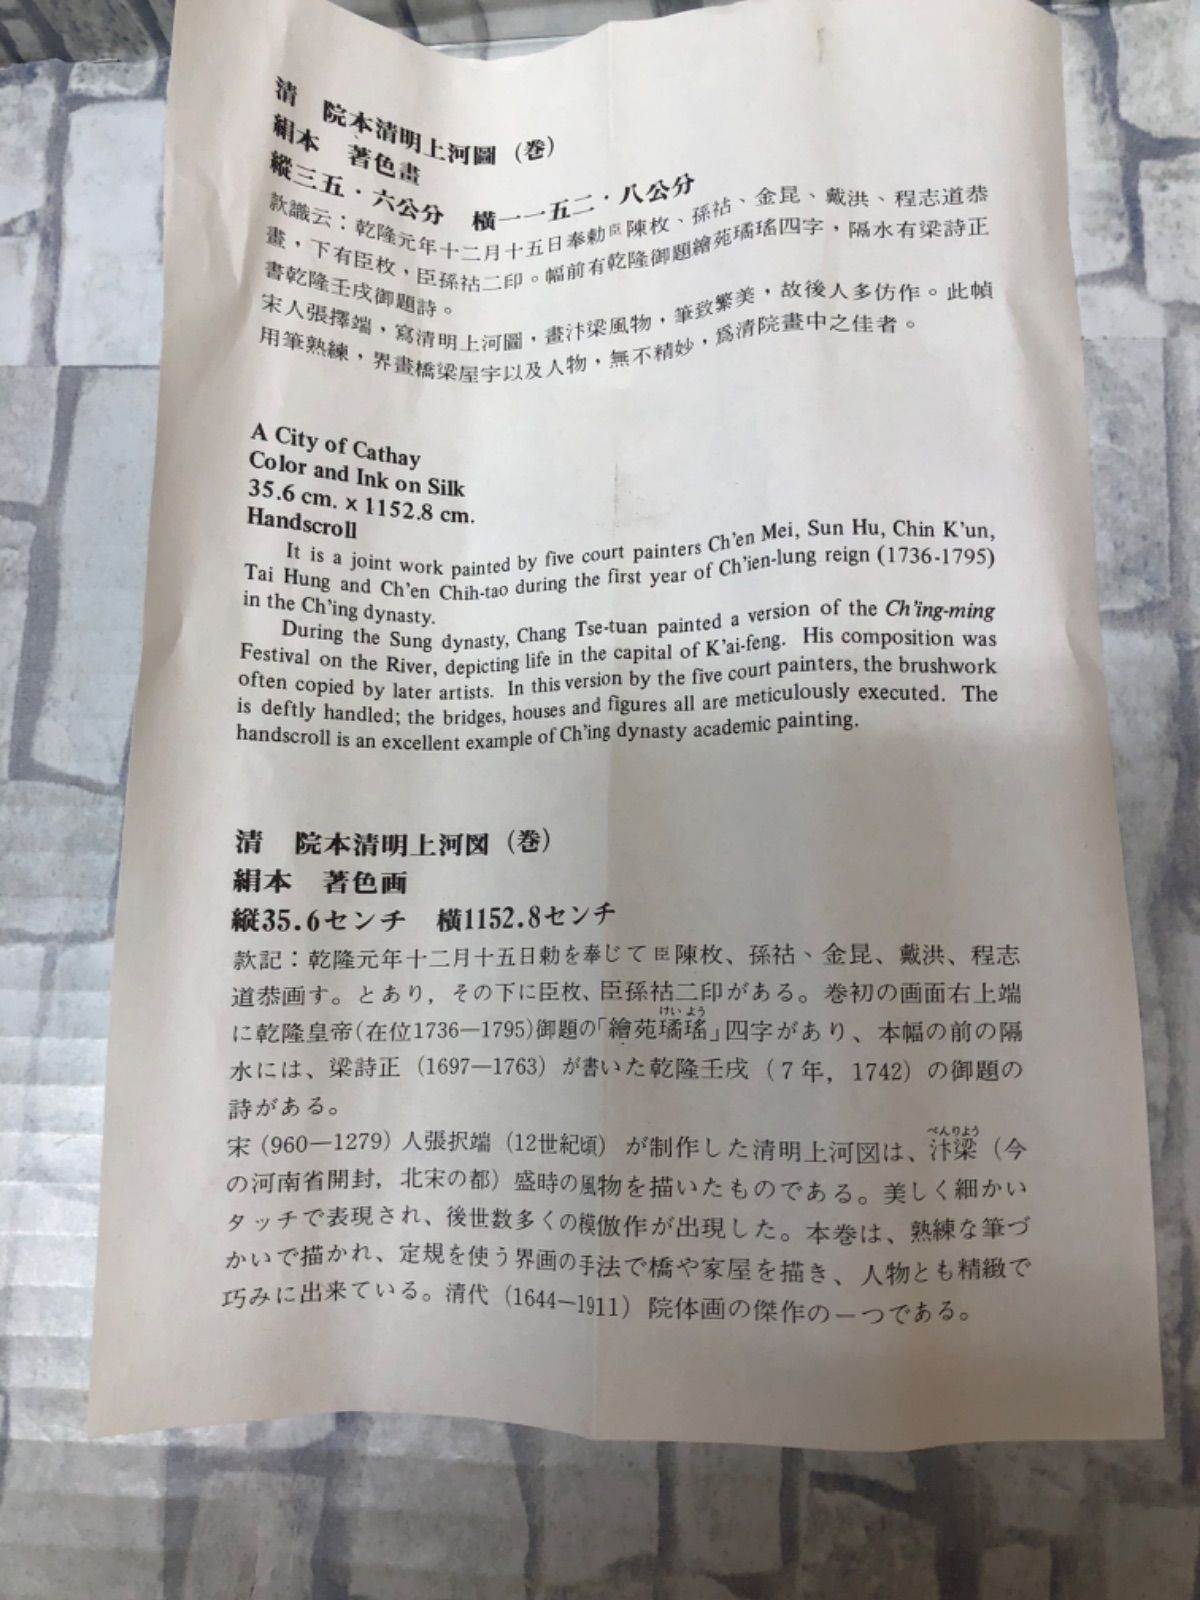 清　院本清明上河圖（巻）
絹本　著色畫
縱三五·六公分　橫一一五二·八公分
款識云：乾隆元年十二月十五日奉勅臣陳枚、孫祜、金昆、戴洪、程志道恭
畫，下有臣枚，臣孫祜二印。幅前有乾隆御題繪苑璚瑤四字，隔水有梁詩正
書乾隆壬戌御題詩。
宋人張擇端，寫清明上河圖，畫汴梁風物，筆致繁美，故後人多仿作。此幀
用筆熟練，界畫橋梁屋宇以及人物，無不精妙，爲清院畫中之佳者。
A City of Cathay
Color and Ink on Silk
35.6 cm. × 1152.8 cm.
Handscroll
It is a joint work painted by five court painters Ch'en Mei, Sun Hu, Chin K'un,
Tai Hung and Ch'en Chih-tao during the first year of Ch'ien-lung reign (1736-1795)
in the Ch'ing dynasty.
During the Sung dynasty, Chang Tse-tuan painted a version of the Ch'ing-ming
Festival on the River, depicting life in the capital of K'ai-feng. His composition was
often copied by later artists. In this version by the five court painters, the brushwork
is deftly handled; the bridges, houses and figures all are meticulously executed. The
handscroll is an excellent example of Ch'ing dynasty academic painting.
清　院本清明上河図（巻）
絹本　著色画
縦35.6センチ　横1152.8センチ
款記：乾隆元年十二月十五日勅を奉じて臣陳枚、孫祜、金昆、戴洪、程志
道恭画す。とあり，その下に臣枚、臣孫祜二印がある。巻初の画面右上端
けいよう
に乾隆皇帝(在位1736―1795)御題の「繪苑璚瑤」四字があり、本幅の前の隔
水には、梁詩正（1697―1763）が書いた乾隆壬戌（7年，1742）の御題の
詩がある。
べんりよう
宋（960―1279）人張択端（12世紀頃）が制作した清明上河図は、汴梁（今
の河南省開封，北宋の都）盛時の風物を描いたものである。美しく細かい
タッチで表現され、後世数多くの模倣作が出現した。本巻は、熟練な筆づ
かいで描かれ、定規を使う界画の手法で橋や家屋を描き、人物とも精緻で
巧みに出来ている。清代（1644―1911）院体画の傑作の一つである。